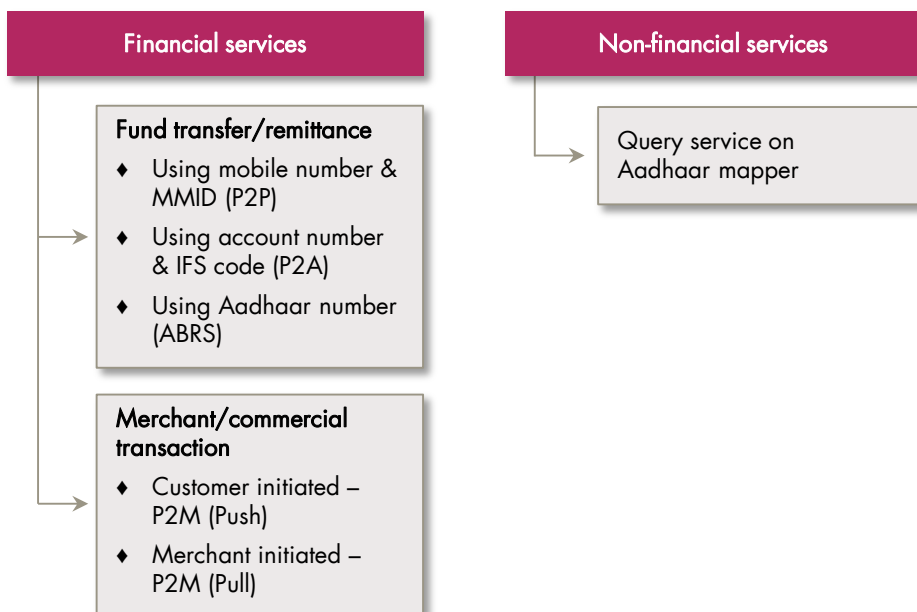 Financial services
Fund transfer/remittance
♦ Using mobile number &
MMID (P2P)
♦ Using account number
& IFS code (P2A)
♦ Using Aadhaar number
(ABRS)
Merchant/commercial
transaction
♦ Customer initiated –
P2M (Push)
♦ Merchant initiated –
P2M (Pull)
Non-financial services
Query service on
Aadhaar mapper